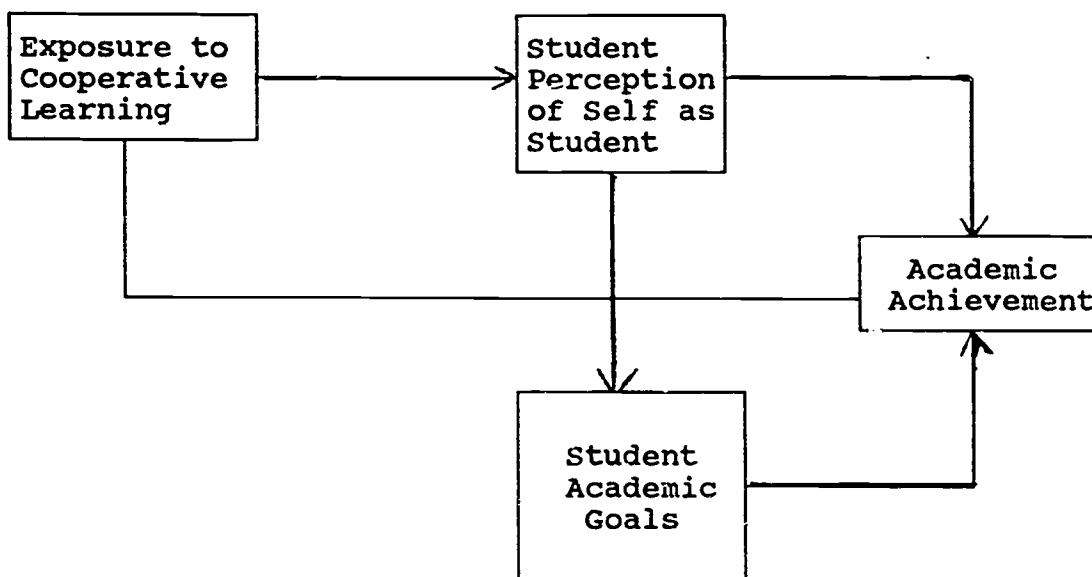 Exposure to
Cooperative
Learning
Student
Perception
of Self as
Student
Academic
Achievement
Student
Academic
Goals